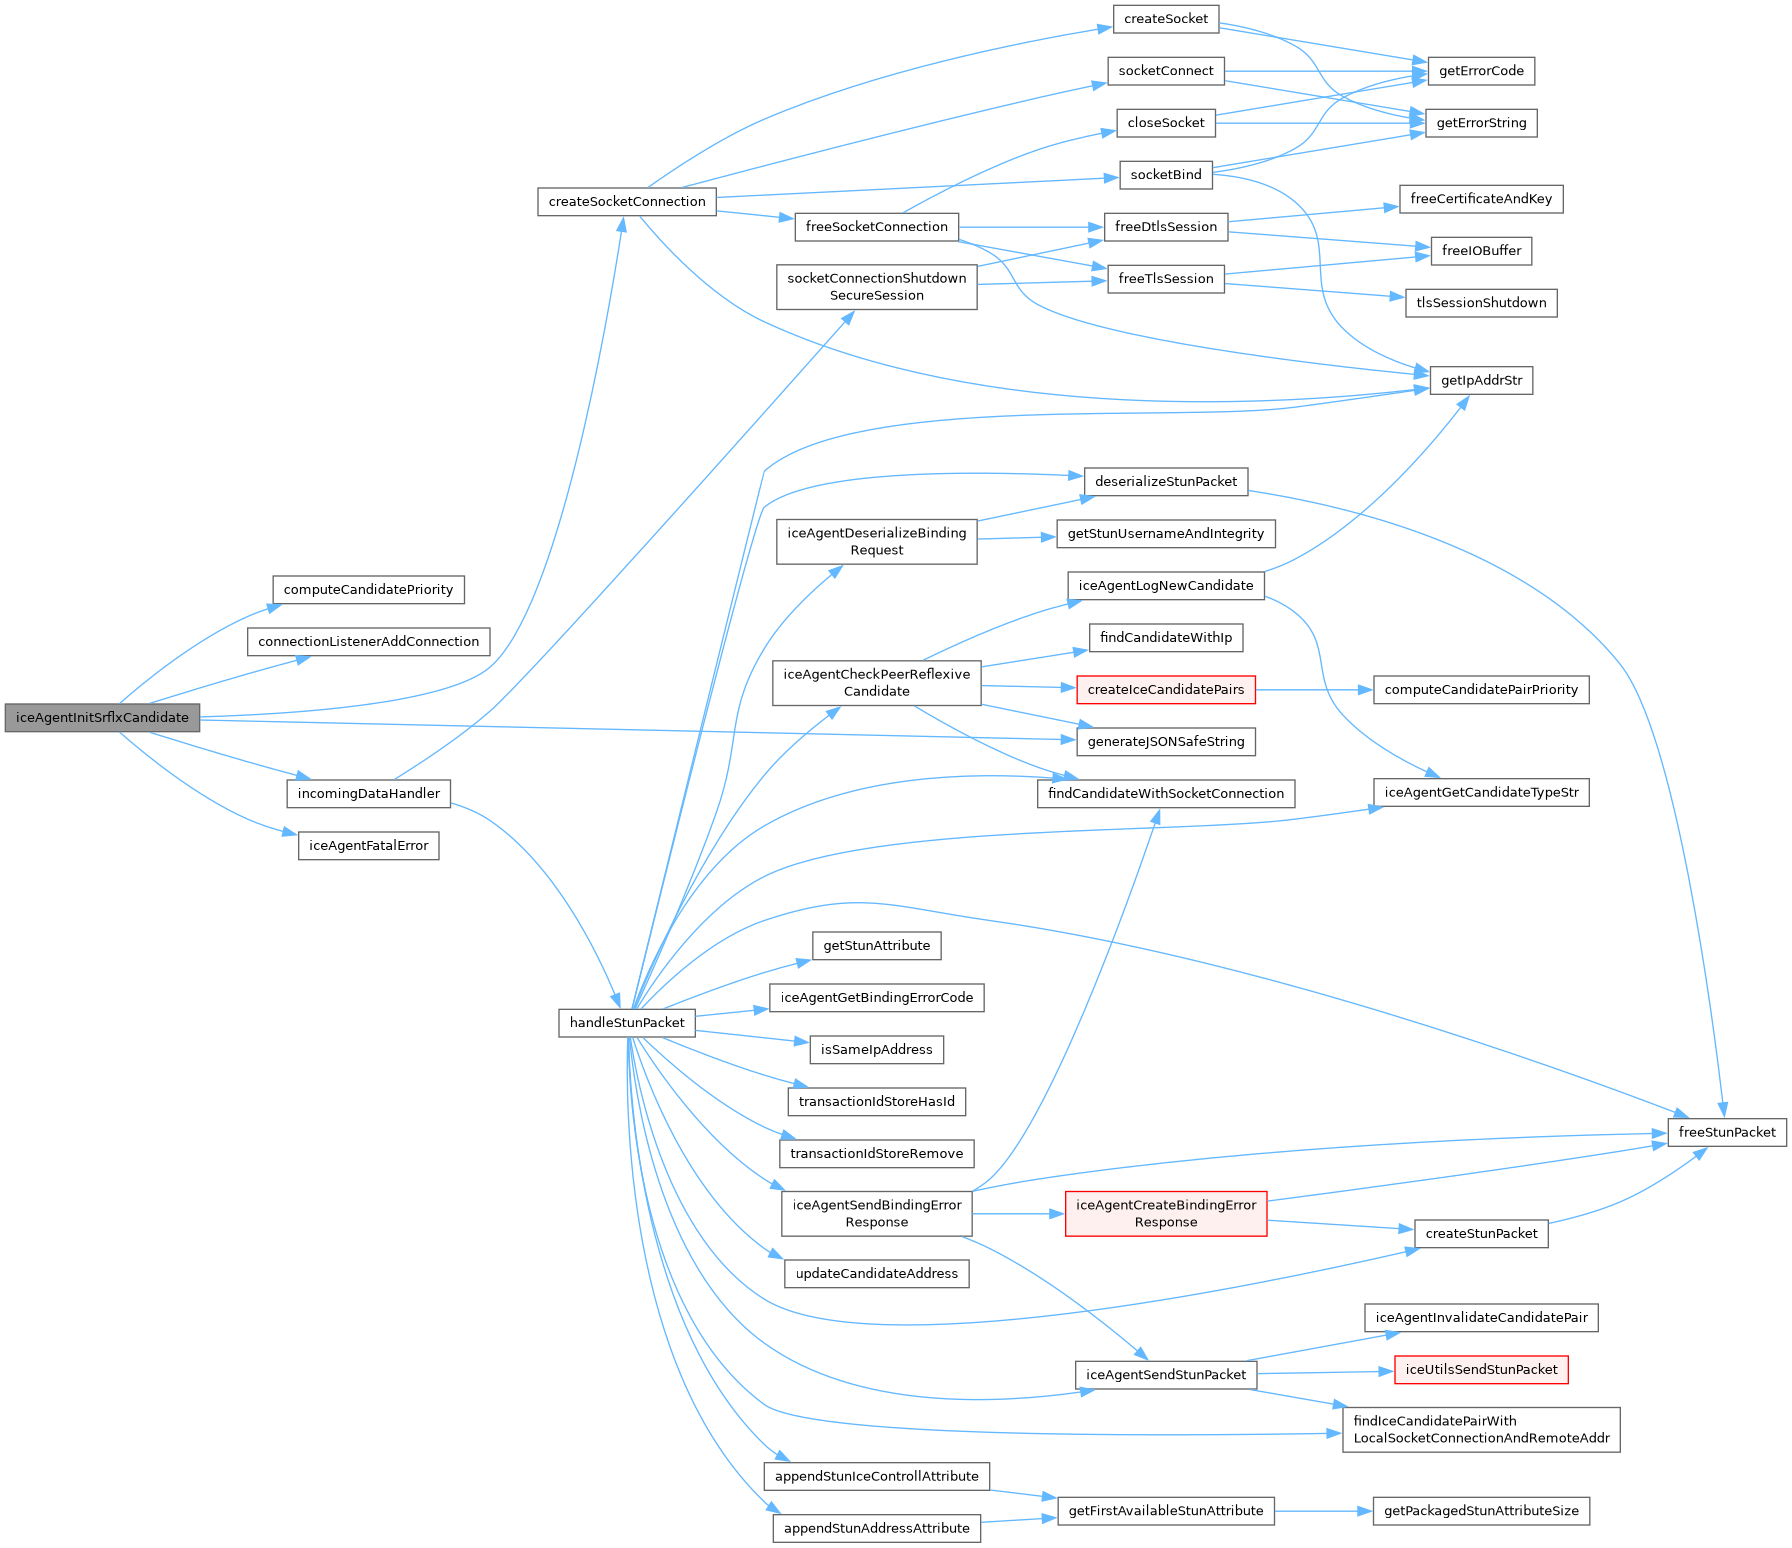 createSocket
socketConnect
getErrorCode
closeSocket
getErrorString
socketBind
createSocketConnection
freeSocketConnection
freeDtlsSession
freeCertificateAndKey
freeIOBuffer
socketConnectionShutdown
SecureSession
freeTlsSession
tlsSessionShutdown
getIpAddrStr
deserializeStunPacket
iceAgentDeserializeBinding
Request
getStunUsernameAndIntegrity
computeCandidatePriority
iceAgentLogNewCandidate
connectionListenerAddConnection
findCandidateWithIp
iceAgentCheckPeerReflexive
Candidate
createIceCandidatePairs
computeCandidatePairPriority
iceAgentInitSrflxCandidate
generateJSONSafeString
incomingDataHandler
findCandidateWithSocketConnection
iceAgentGetCandidateTypeStr
iceAgentFatalError
getStunAttribute
iceAgentGetBindingErrorCode
handleStunPacket
isSameIpAddress
transactionIdStoreHasId
freeStunPacket
transactionIdStoreRemove
iceAgentSendBindingError
Response
iceAgentCreateBindingError
Response
createStunPacket
updateCandidateAddress
iceAgentInvalidateCandidatePair
iceAgentSendStunPacket
iceUtilsSendStunPacket
findIceCandidatePairWith
LocalSocketConnectionAndRemoteAddr
appendStunIceControllAttribute
getFirstAvailableStunAttribute
getPackagedStunAttributeSize
appendStunAddressAttribute